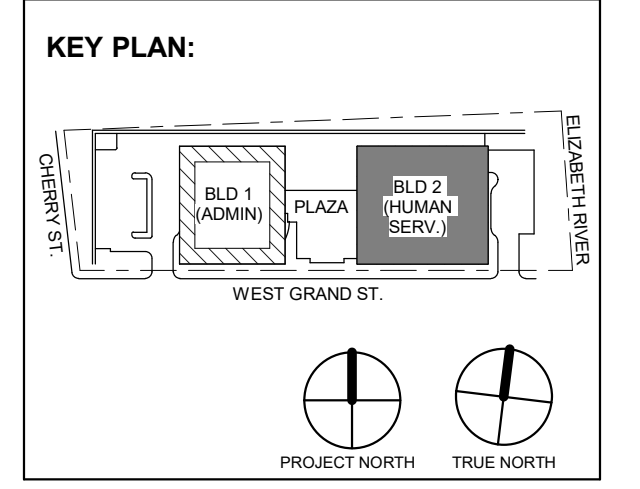 KEY PLAN:
CHERRY ST.
BLD 1
(ADMIN)
PLAZA
BLD 2
(HUMAN
SERV.)
ELIZABETH RIVER
WEST GRAND ST.
PROJECT NORTH
TRUE NORTH